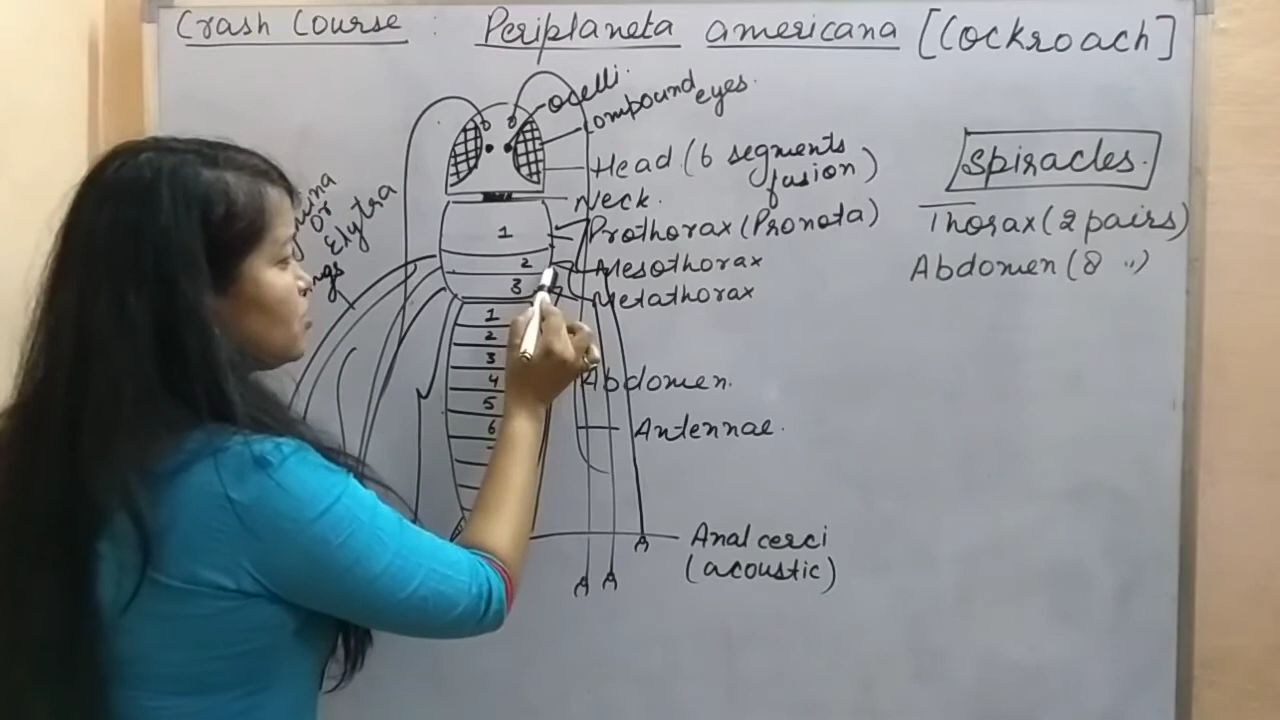 Crash Course : Periplaneta americana [Cockroach]
Ocelli.
Compound eyes.
Head (6 segments
fusion)
Neck.
Prothorax (Pronota)
Mesothorax
Metathorax
Abdomen.
Antennae.
Anal cerci
(acoustic)
or
Elytra
1
2
3
1
2
3
4
5
6
Spiracles.
Thorax (2 pairs)
Abdomen (8 ")